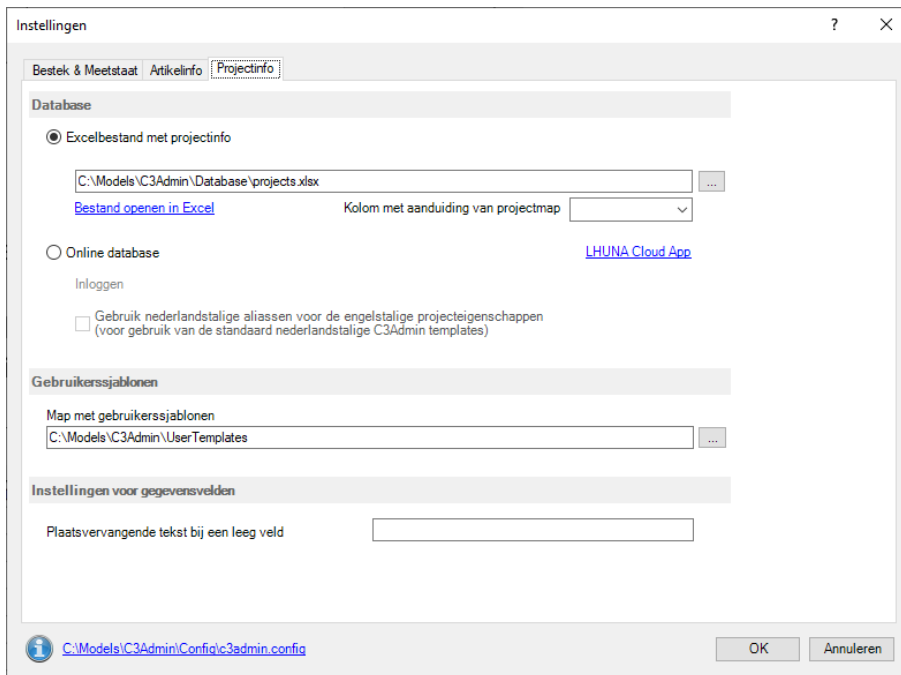 Instellingen
Bestek & Meetstaat Artikelinfo Projectinfo
Database
Excelbestand met projectinfo
C:\Models\C3Admin\Database\projects.xlsx ...
Bestand openen in Excel Kolom met aanduiding van projectmap
Online database LHUNA Cloud App
Inloggen
Gebruik nederlandstalige aliassen voor de engelstalige projecteigenschappen
(voor gebruik van de standaard nederlandstalige C3Admin templates)
Gebruikerssjablonen
Map met gebruikerssjablonen
C:\Models\C3Admin\UserTemplates ...
Instellingen voor gegevensvelden
Plaatsvervangende tekst bij een leeg veld
C:\Models\C3Admin\Config\c3admin.config OK Annuleren